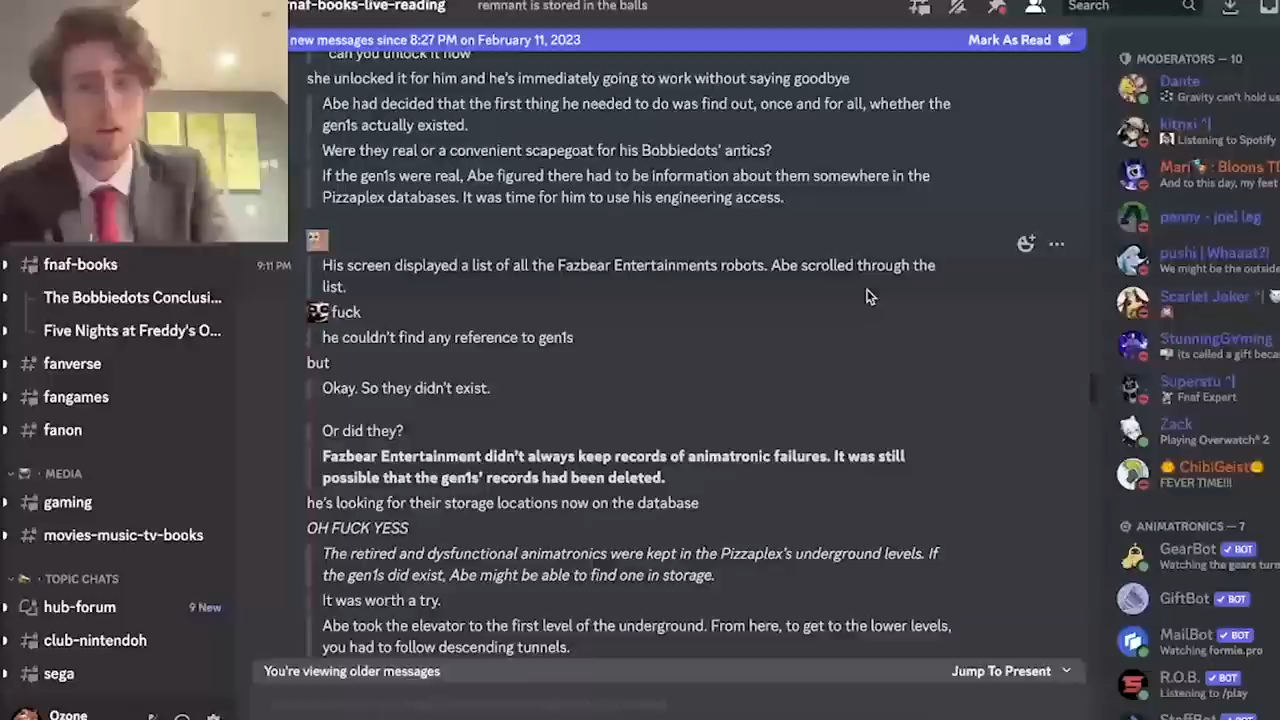 fnaf-books-live-reading
remnant is stored in the balls
Search
new messages since 8:27 PM on February 11, 2023
Mark As Read
can you unlock it now
she unlocked it for him and he's immediately going to work without saying goodbye
Abe had decided that the first thing he needed to do was find out, once and for all, whether the
gen1s actually existed.
Were they real or a convenient scapegoat for his Bobbiedots' antics?
If the gen1s were real, Abe figured there had to be information about them somewhere in the
Pizzaplex databases. It was time for him to use his engineering access.
His screen displayed a list of all the Fazbear Entertainments robots. Abe scrolled through the
list.
fuck
he couldn't find any reference to gen1s
but
Okay. So they didn't exist.
Or did they?
Fazbear Entertainment didn't always keep records of animatronic failures. It was still
possible that the gen1s' records had been deleted.
he's looking for their storage locations now on the database
OH FUCK YESS
The retired and dysfunctional animatronics were kept in the Pizzaplex's underground levels. If
the gen1s did exist, Abe might be able to find one in storage.
It was worth a try.
Abe took the elevator to the first level of the underground. From here, to get to the lower levels,
you had to follow descending tunnels.
You're viewing older messages
Jump To Present
fnaf-books
9:11 PM
The Bobbiedots Conclusi...
Five Nights at Freddy's O...
fanverse
fangames
fanon
MEDIA
gaming
movies-music-tv-books
TOPIC CHATS
hub-forum
9 New
club-nintendoh
sega
Ozone
MODERATORS — 10
Dante
Gravity can't hold us
kitnxi ^|
Listening to Spotify
Mari : Bloons T
And to this day, my feet
penny - joel leg
pushi | Whaaat?!
We might be the outside
Scarlet Joker ^|
StunningG∀ming
its called a gift beca
Superstu ^|
Fnaf Expert
Zack
Playing Overwatch® 2
ChibiGeist
FEVER TIME!!!
ANIMATRONICS — 7
GearBot BOT
Watching the gears turn
GiftBot BOT
MailBot BOT
Watching formie.pro
R.O.B. BOT
Listening to /play
StaffBot